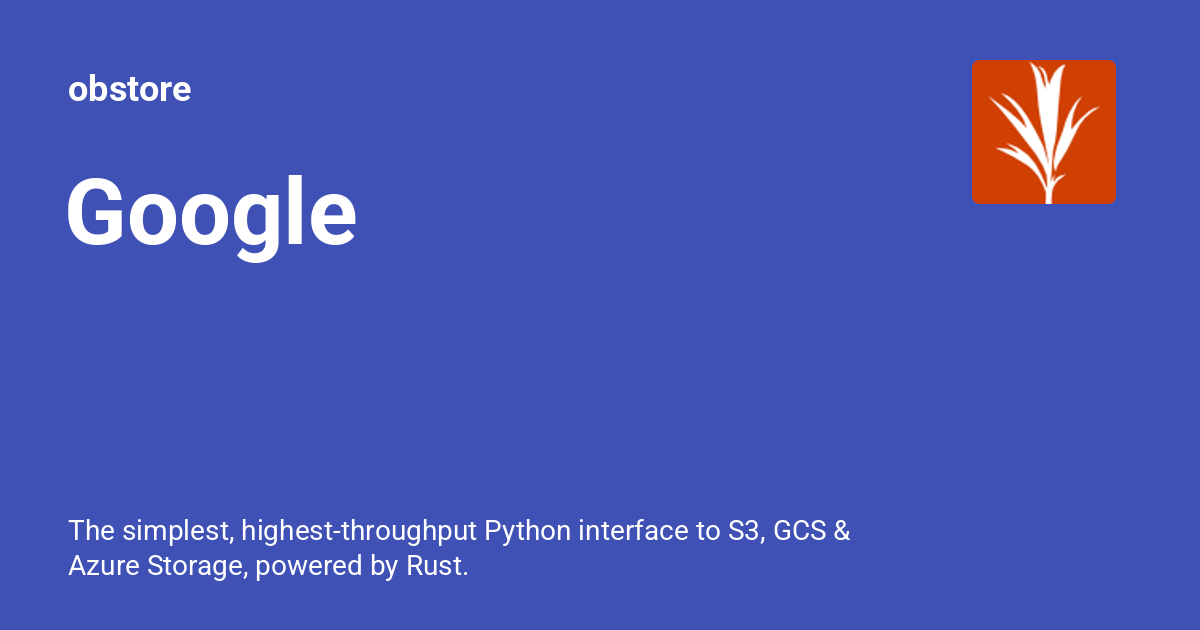 obstore
Google
The simplest, highest-throughput Python interface to S3, GCS &
Azure Storage, powered by Rust.